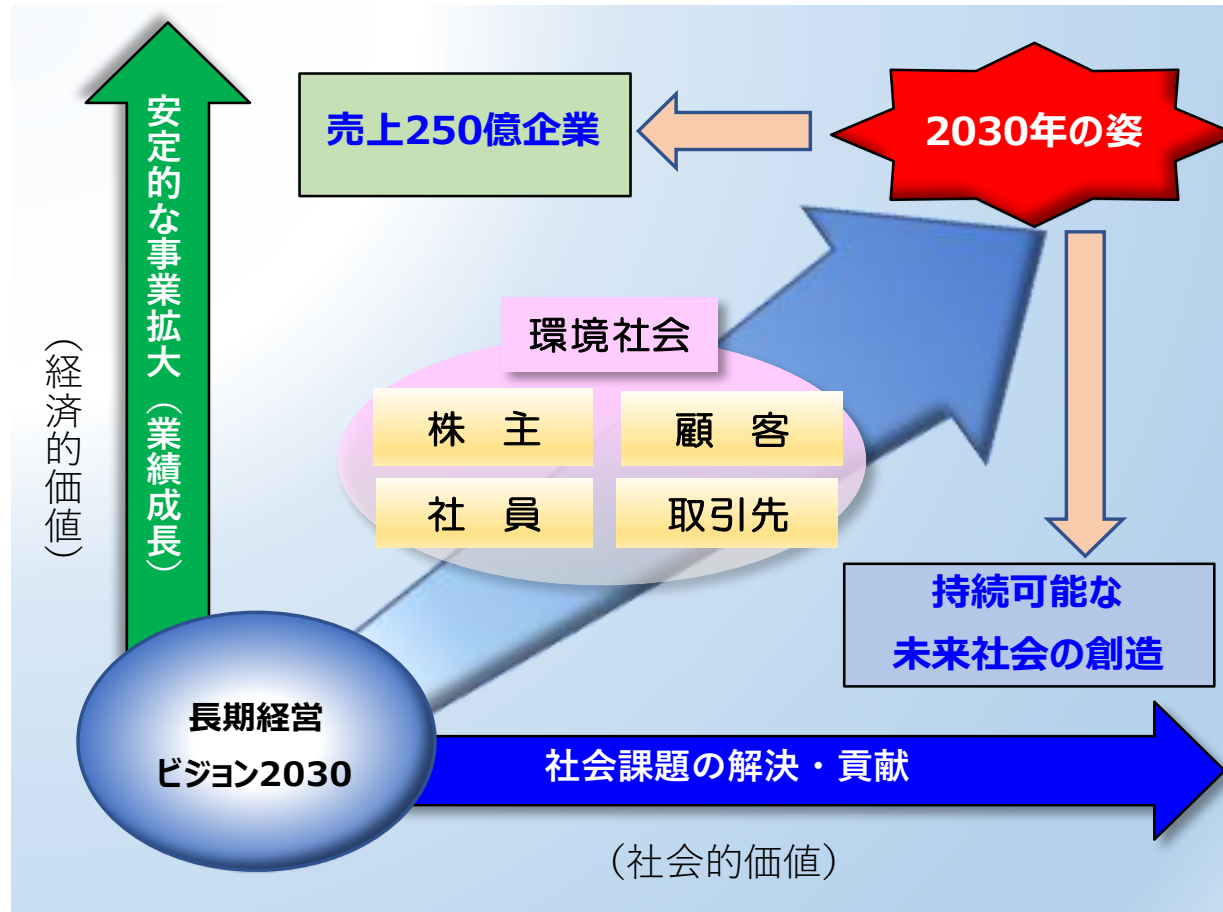 安定的な事業拡大（業績成長）
（経済的価値）
売上250億企業
2030年の姿
環境社会
株　主
顧　客
社　員
取引先
持続可能な
未来社会の創造
長期経営
ビジョン2030
社会課題の解決・貢献
（社会的価値）